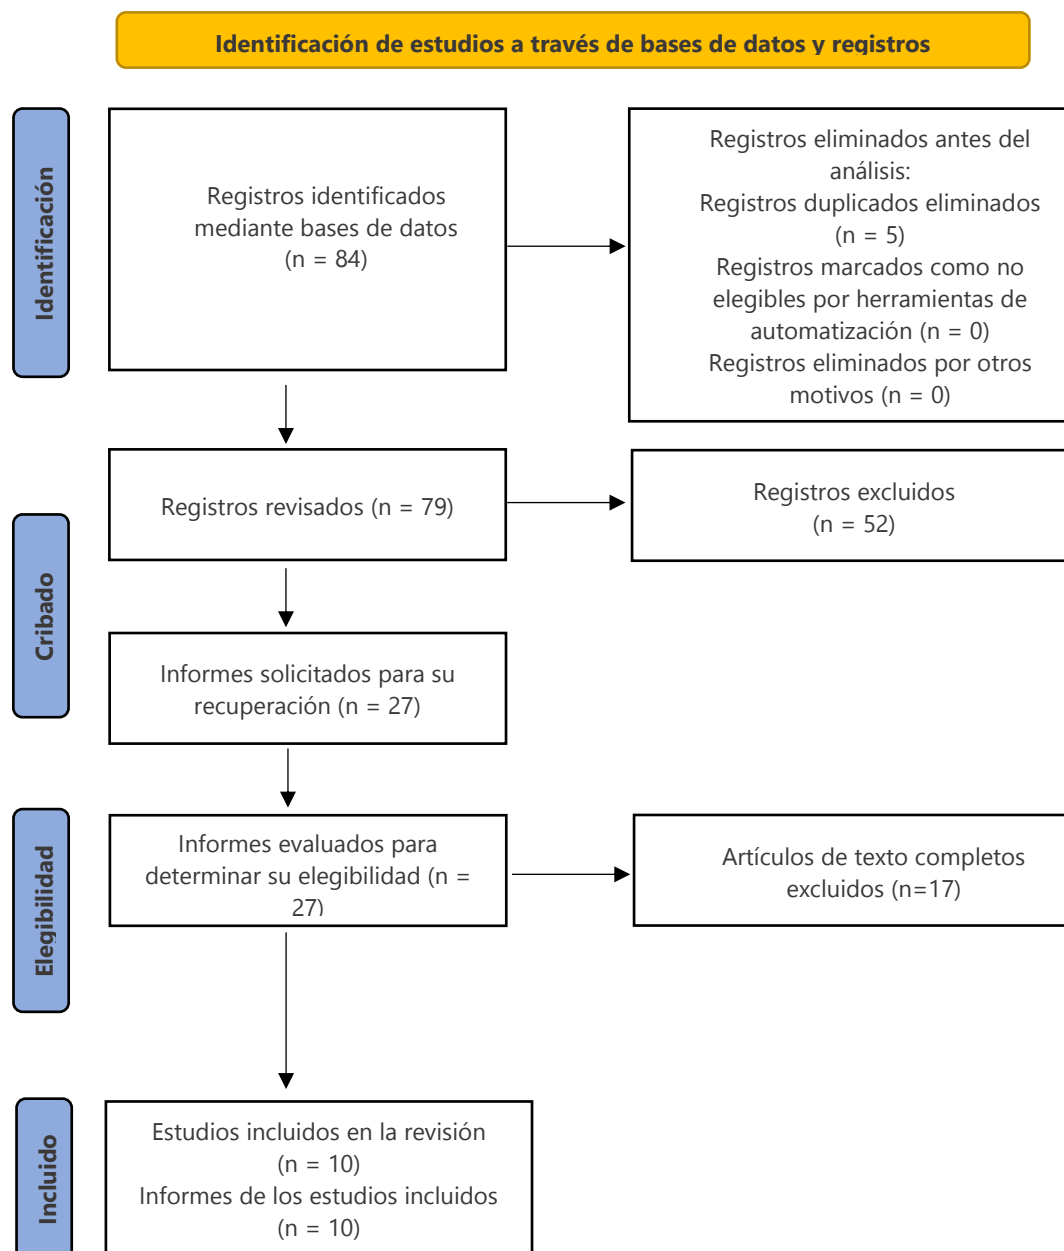 Identificación de estudios a través de bases de datos y registros
Identificación
Registros identificados
mediante bases de datos
(n = 84)
Registros eliminados antes del
análisis:
Registros duplicados eliminados
(n = 5)
Registros marcados como no
elegibles por herramientas de
automatización (n = 0)
Registros eliminados por otros
motivos (n = 0)
Cribado
Registros revisados (n = 79)
Registros excluidos
(n = 52)
Informes solicitados para su
recuperación (n = 27)
Elegibilidad
Informes evaluados para
determinar su elegibilidad (n =
27)
Artículos de texto completos
excluidos (n=17)
Incluido
Estudios incluidos en la revisión
(n = 10)
Informes de los estudios incluidos
(n = 10)